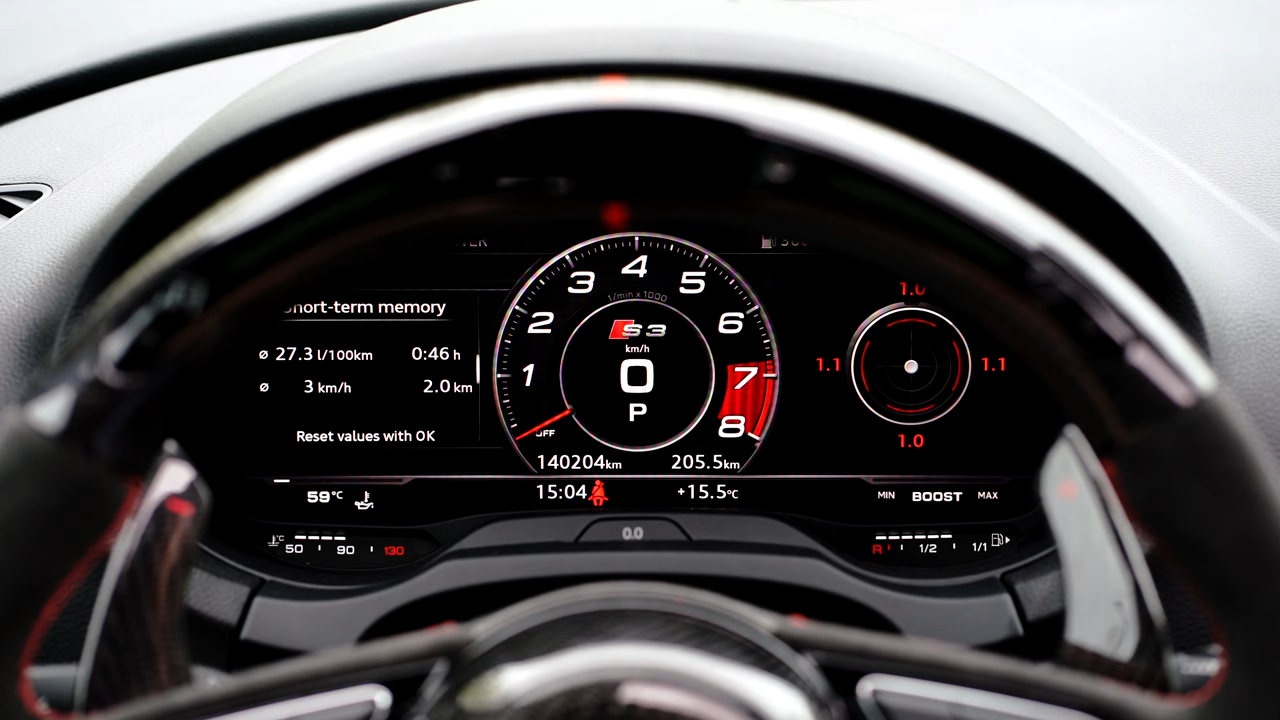 Short-term memory
ø 27.3 l/100km 0:46 h
ø 3 km/h 2.0 km
Reset values with OK
1 2 3 4 5 6 7 8
1/min x 1000
S3
km/h
0
P
OFF
140204km 205.5km
15:04 +15.5°C
1.0
1.1 1.1
1.0
59°C
MIN BOOST MAX
°C
50 90 130
0.0
R 1/2 1/1